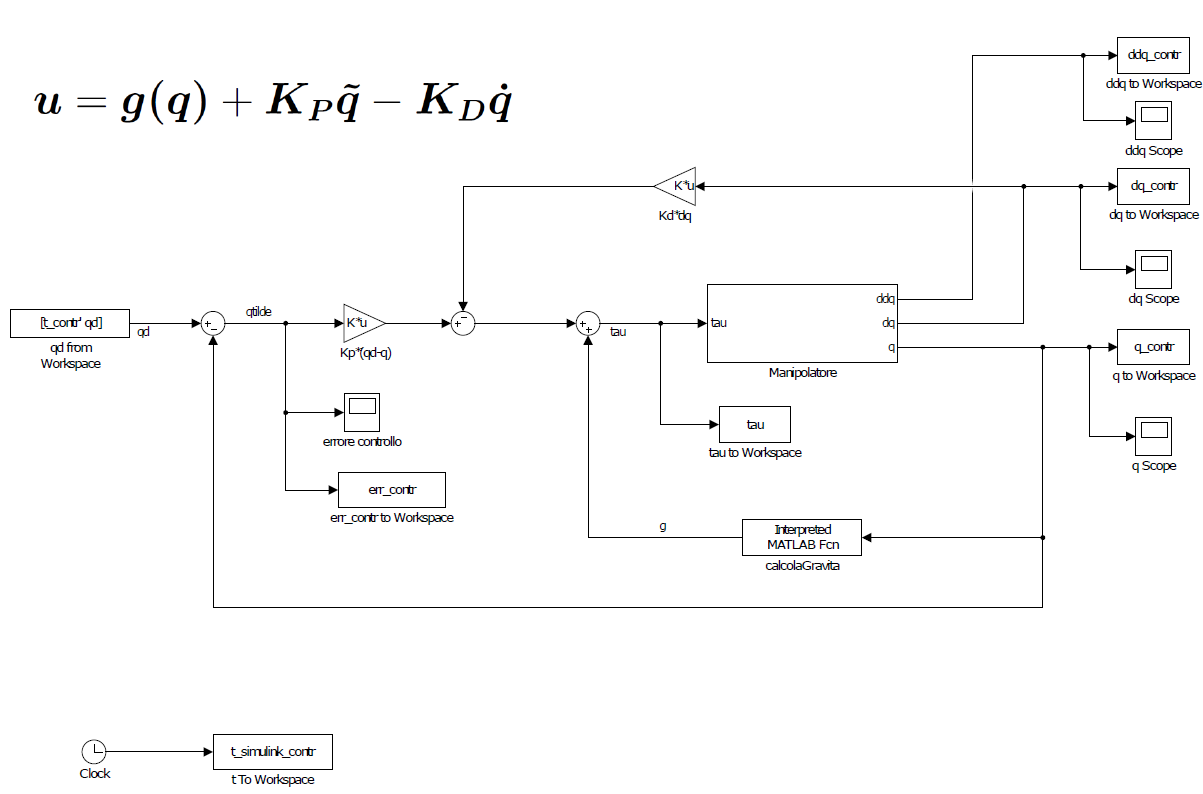 u = g(q) + K_P q̃ − K_D q̇
ddq_contr
ddq to Workspace
ddq Scope
K*u
Kd*dq
dq_contr
dq to Workspace
dq Scope
[t_contr' qd]
qd
qd from
Workspace
+
−
qtilde
K*u
Kp*(qd-q)
+
−
+
+
tau
tau
ddq
dq
q
Manipolatore
q_contr
q to Workspace
q Scope
errore controllo
err_contr
err_contr to Workspace
tau
tau to Workspace
g
Interpreted
MATLAB Fcn
calcolaGravita
Clock
t_simulink_contr
t To Workspace